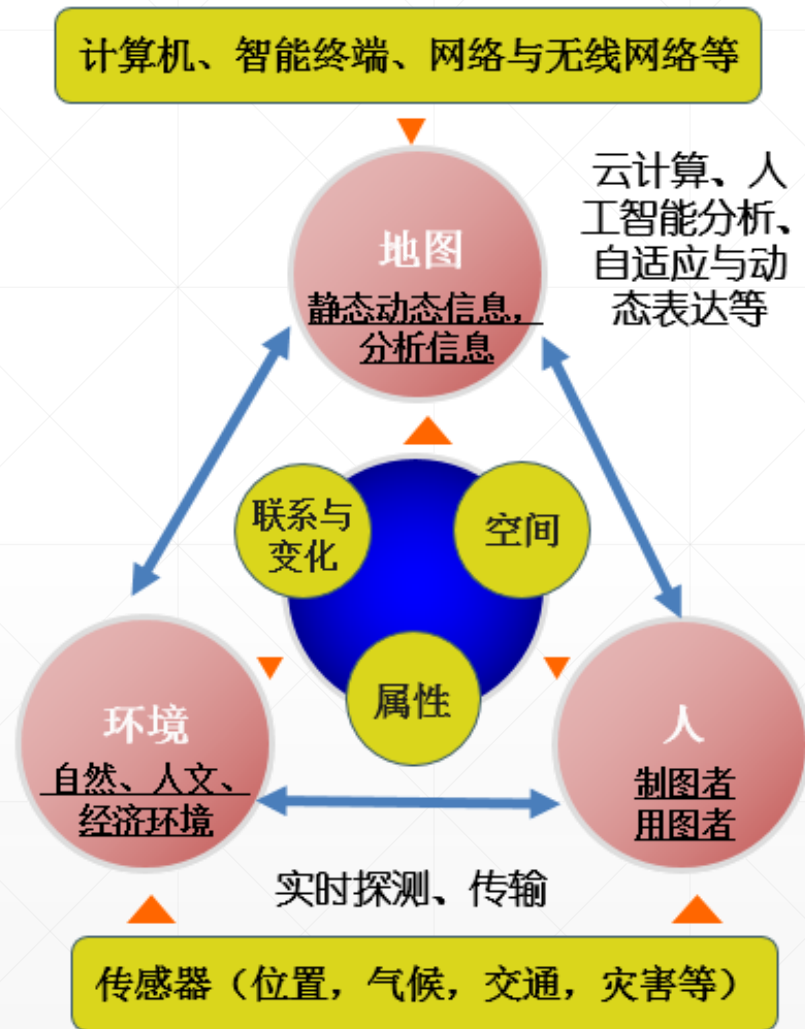 计算机、智能终端、网络与无线网络等
云计算、人
工智能分析、
自适应与动
态表达等
地图
静态动态信息，
分析信息
联系与
变化
空间
属性
环境
自然、人文、
经济环境
人
制图者
用图者
实时探测、传输
传感器（位置，气候，交通，灾害等）